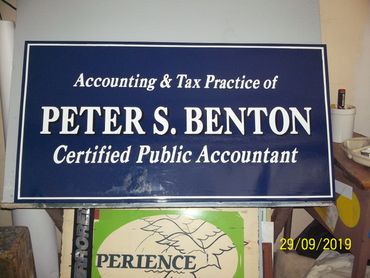 Accounting & Tax Practice of
PETER S. BENTON
Certified Public Accountant
PERIENCE
29/09/2019